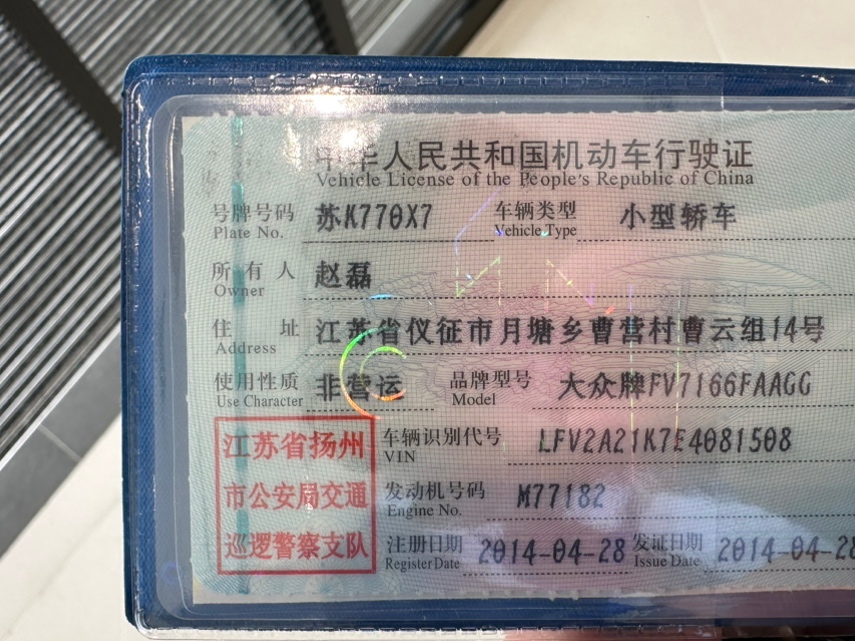 中华人民共和国机动车行驶证
Vehicle License of the People's Republic of China
号牌号码 苏K770X7 车辆类型 小型轿车
Plate No. Vehicle Type
所有人 赵磊
Owner
住址 江苏省仪征市月塘乡曹营村曹云组14号
Address
使用性质 非营运 品牌型号 大众牌FV7166FAAGG
Use Character Model
江苏省扬州 车辆识别代号 LFV2A21K7E4081508
VIN
市公安局交通 发动机号码 M77182
Engine No.
巡逻警察支队 注册日期 2014-04-28 发证日期 2014-04-28
Register Date Issue Date